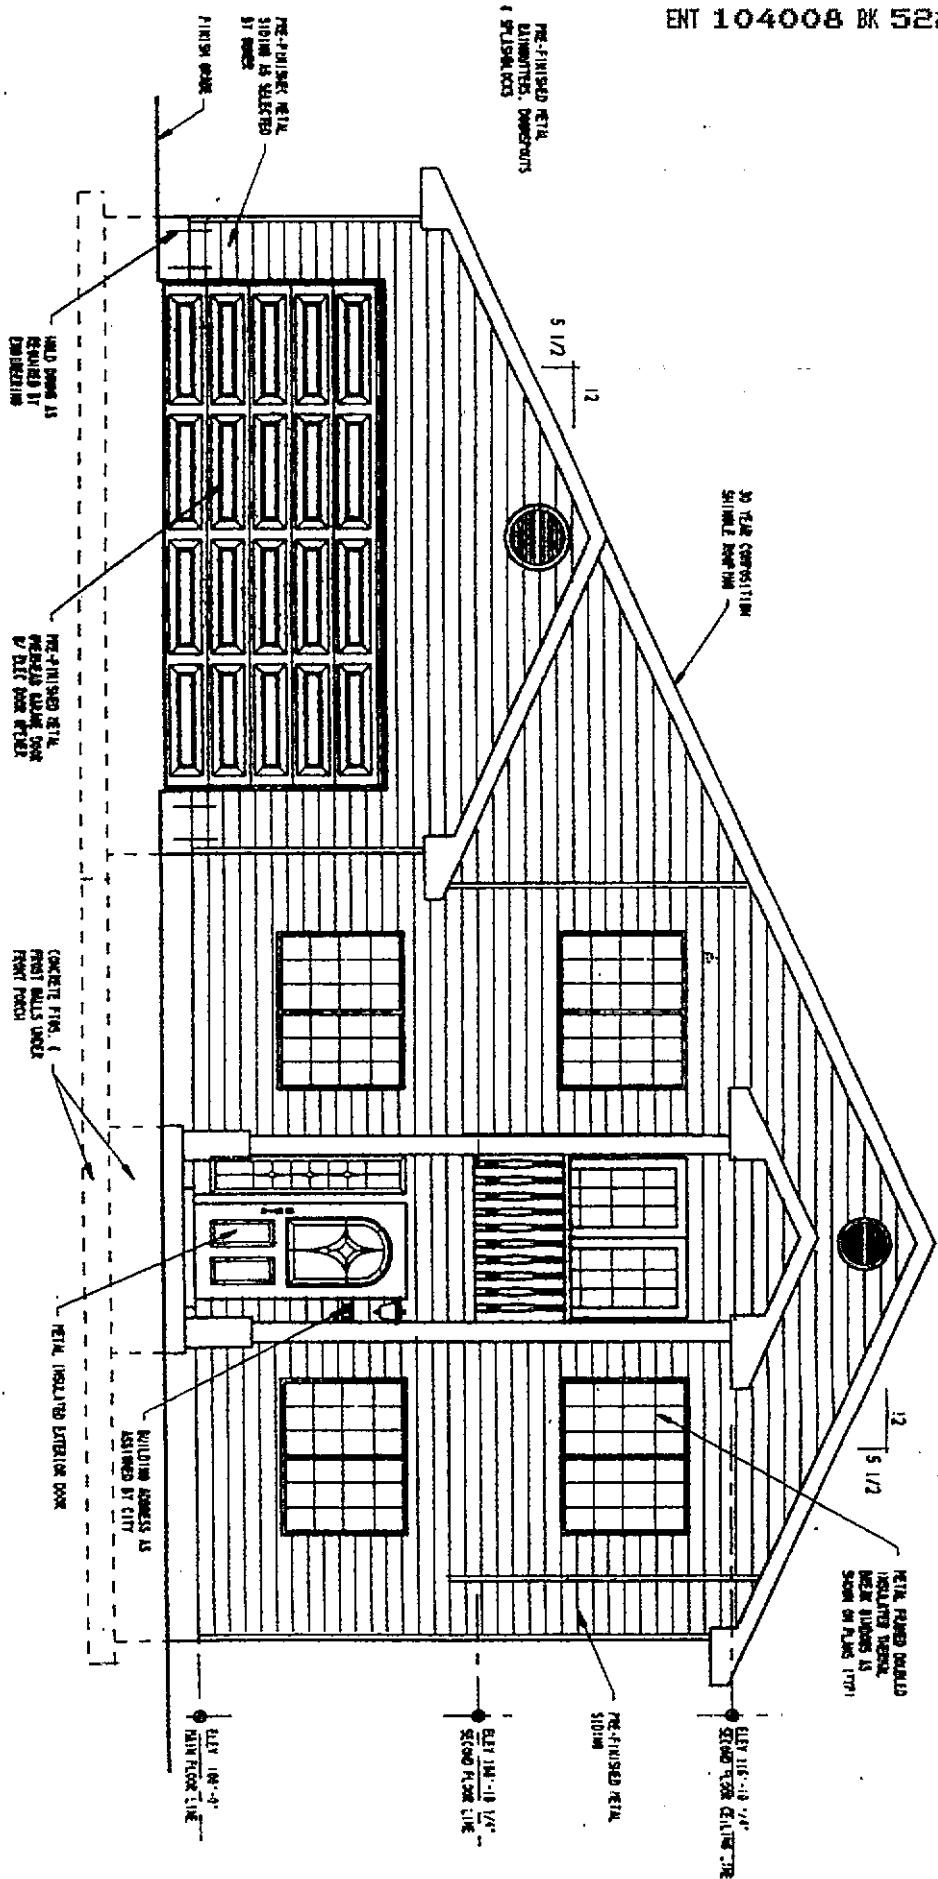 ENT 104008 BK 52
PRE-FINISHED METAL
RAINGUTTERS, DOWNSPOUTS
& SPLASHBLOCKS
PRE-FINISHED METAL
SIDING AS SELECTED
BY OWNER
FINISH GRADE
5 1/2
12
30 YEAR COMPOSITION
SHINGLE ROOFING
12
5 1/2
METAL FRAMED DOUBLED
INSULATED THERMAL
BREAK WINDOWS AS
SHOWN ON PLANS (TYP)
HOLD DOWNS AS
REQUIRED BY
ENGINEERING
PRE-FINISHED METAL
OVERHEAD GARAGE DOOR
W/ ELEC DOOR OPENER
CONCRETE FTGS. &
FROST WALLS UNDER
FRONT PORCH
METAL INSULATED EXTERIOR DOOR
BUILDING ADDRESS AS
ASSIGNED BY CITY
PRE-FINISHED METAL
SIDING
ELEV
SECOND FLOOR CEILING LINE
ELEV
SECOND FLOOR LINE
ELEV 100'-0"
MAIN FLOOR LINE